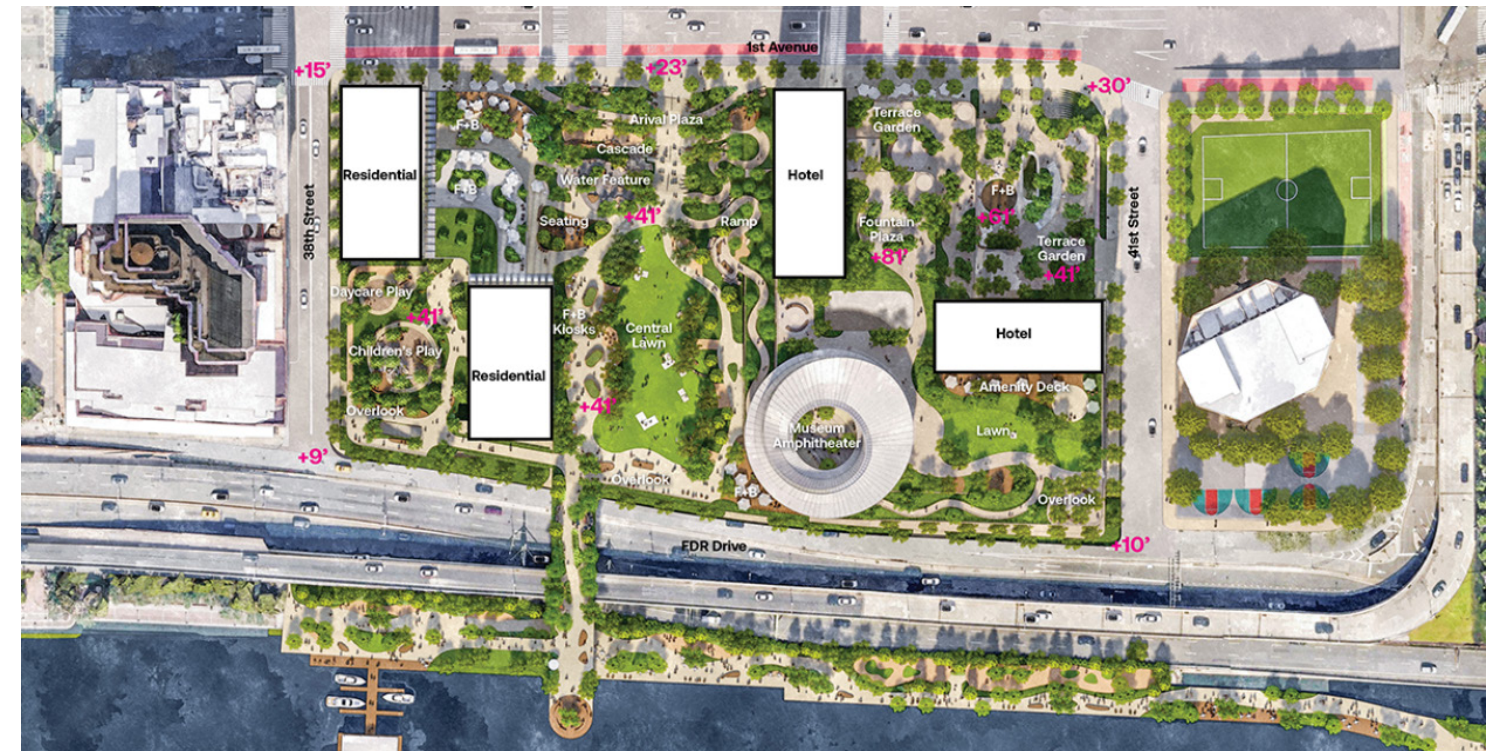 1st Avenue
+15'
+23'
+30'
F+B
Arival Plaza
Terrace
Garden
Cascade
Residential
Water Feature
Hotel
F+B
F+B
38th Street
Seating
+41'
Ramp
Fountain
Plaza
+61'
41st Street
+81'
Terrace
Garden
+41'
Daycare Play
+41'
F+B
Kiosks
Central
Lawn
Hotel
Children's Play
Residential
Amenity Deck
Overlook
+41'
Museum
Amphitheater
Lawn
+9'
Overlook
F+B
Overlook
FDR Drive
+10'